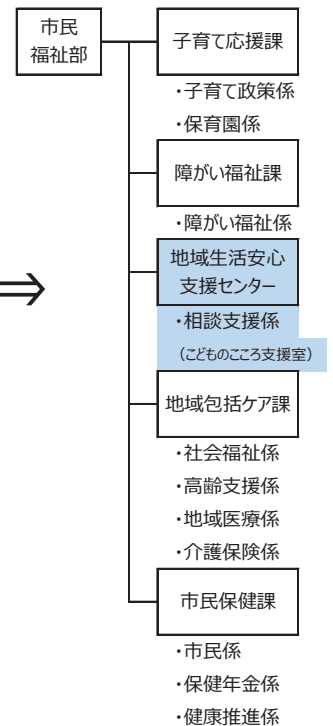 市民
福祉部
子育て応援課
・子育て政策係
・保育園係
障がい福祉課
・障がい福祉係
地域生活安心
支援センター
・相談支援係
（こどものこころ支援室）
地域包括ケア課
・社会福祉係
・高齢支援係
・地域医療係
・介護保険係
市民保健課
・市民係
・保健年金係
・健康推進係